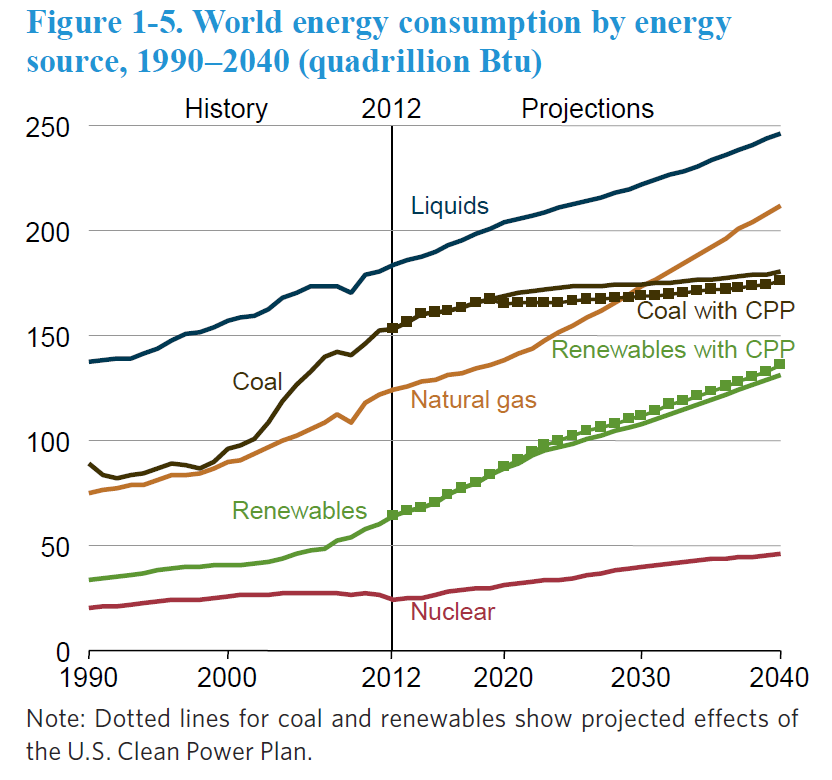 Figure 1-5. World energy consumption by energy
source, 1990–2040 (quadrillion Btu)
History 2012 Projections
250
Liquids
200
Coal with CPP
150
Renewables with CPP
Coal
Natural gas
100
Renewables
50
Nuclear
0
1990 2000 2012 2020 2030 2040
Note: Dotted lines for coal and renewables show projected effects of
the U.S. Clean Power Plan.